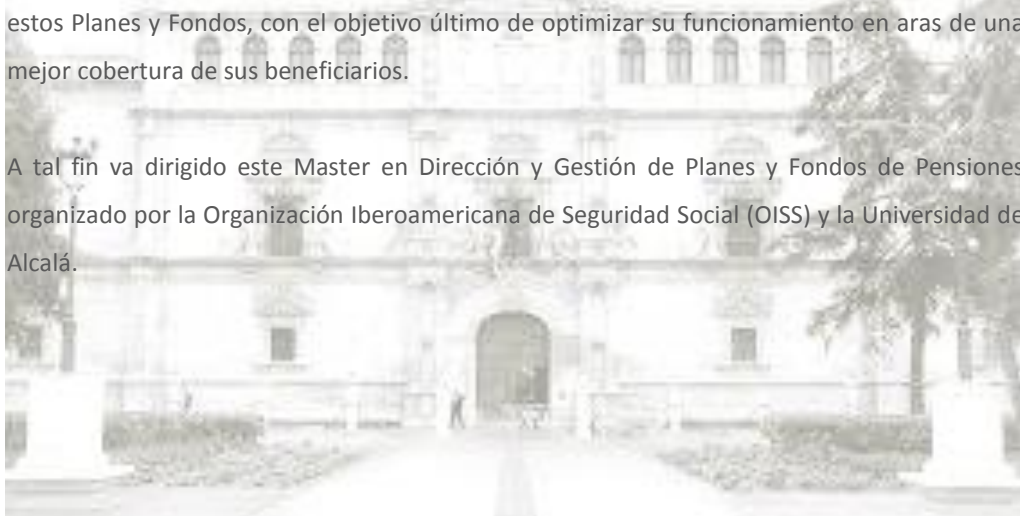 estos Planes y Fondos, con el objetivo último de optimizar su funcionamiento en aras de una
mejor cobertura de sus beneficiarios.
A tal fin va dirigido este Master en Dirección y Gestión de Planes y Fondos de Pensiones
organizado por la Organización Iberoamericana de Seguridad Social (OISS) y la Universidad de
Alcalá.